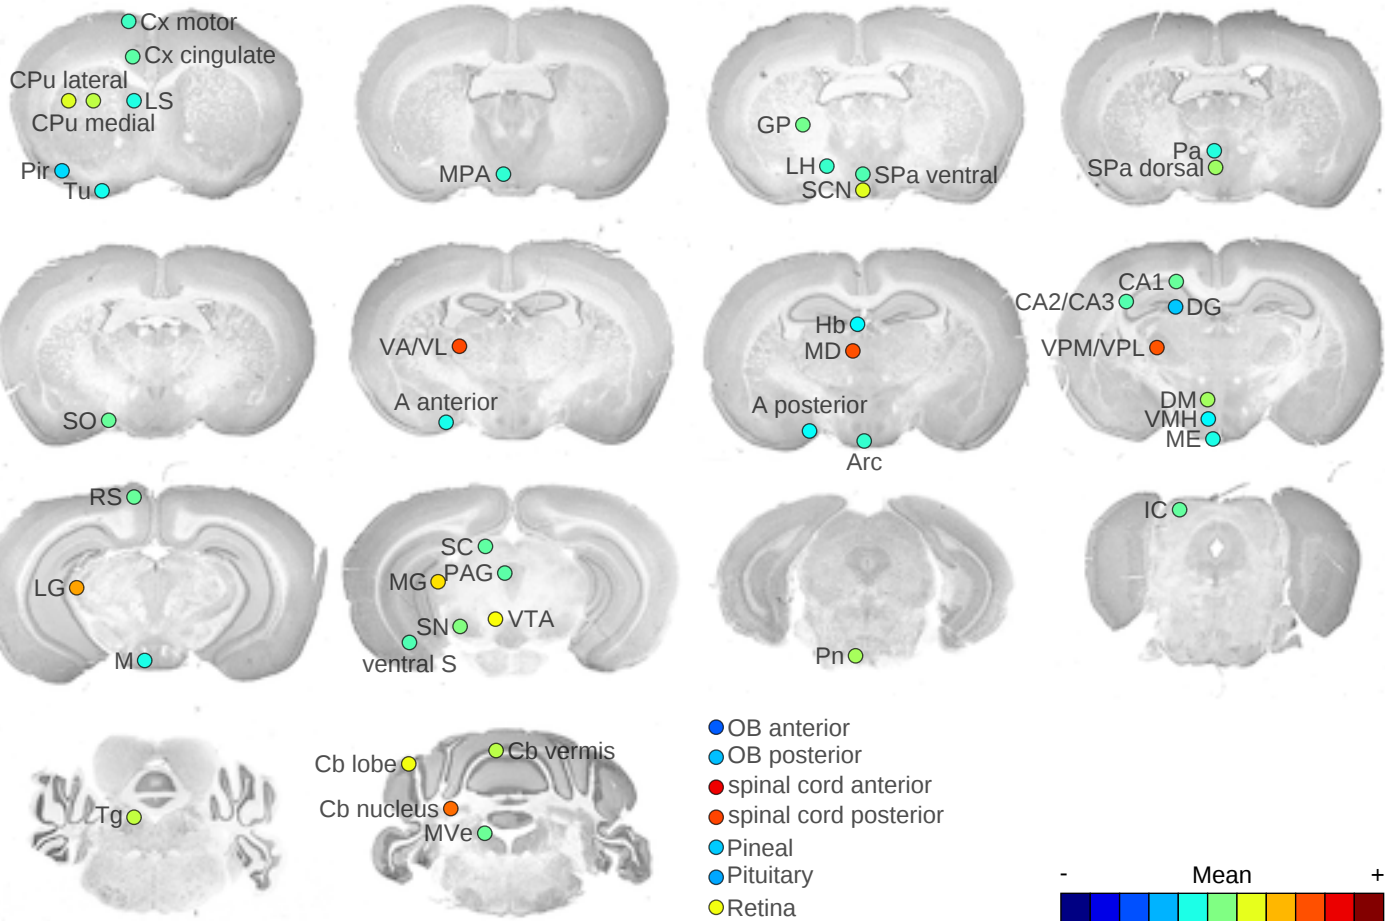 Cx motor
Cx cingulate
CPu lateral
LS
CPu medial
Pir
Tu
MPA
GP
LH
SPa ventral
SCN
Pa
SPa dorsal
SO
VA/VL
A anterior
Hb
MD
A posterior
Arc
CA1
CA2/CA3
DG
VPM/VPL
DM
VMH
ME
RS
LG
M
SC
PAG
MG
VTA
SN
ventral S
Pn
IC
Tg
Cb lobe
Cb vermis
Cb nucleus
MVe
OB anterior
OB posterior
spinal cord anterior
spinal cord posterior
Pineal
Pituitary
Retina
- Mean +